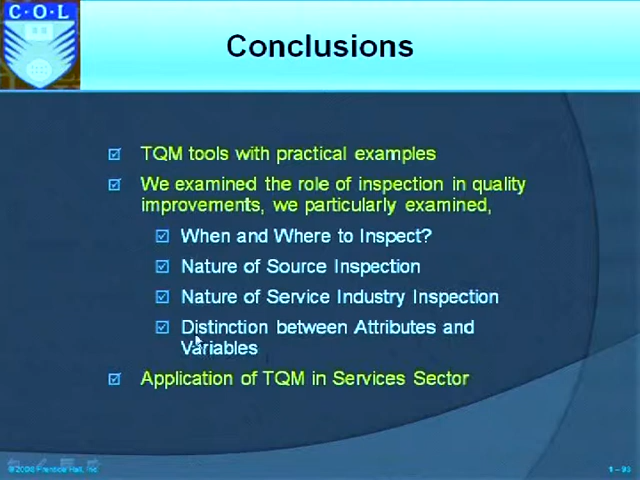 C·O·L
Conclusions
TQM tools with practical examples
We examined the role of inspection in quality
improvements, we particularly examined,
When and Where to Inspect?
Nature of Source Inspection
Nature of Service Industry Inspection
Distinction between Attributes and
Variables
Application of TQM in Services Sector
©2008 Prentice Hall, Inc